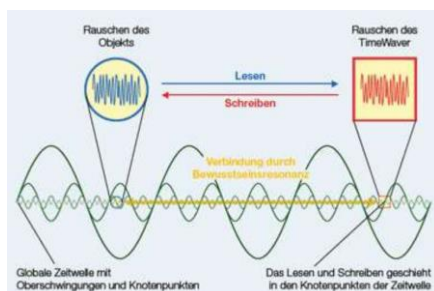 Rauschen des
Objekts
Rauschen des
TimeWaver
Lesen
Schreiben
Verbindung durch
Bewusstseinsresonanz
Globale Zeitwelle mit
Oberschwingungen und Knotenpunkten
Das Lesen und Schreiben geschieht
in den Knotenpunkten der Zeitwelle